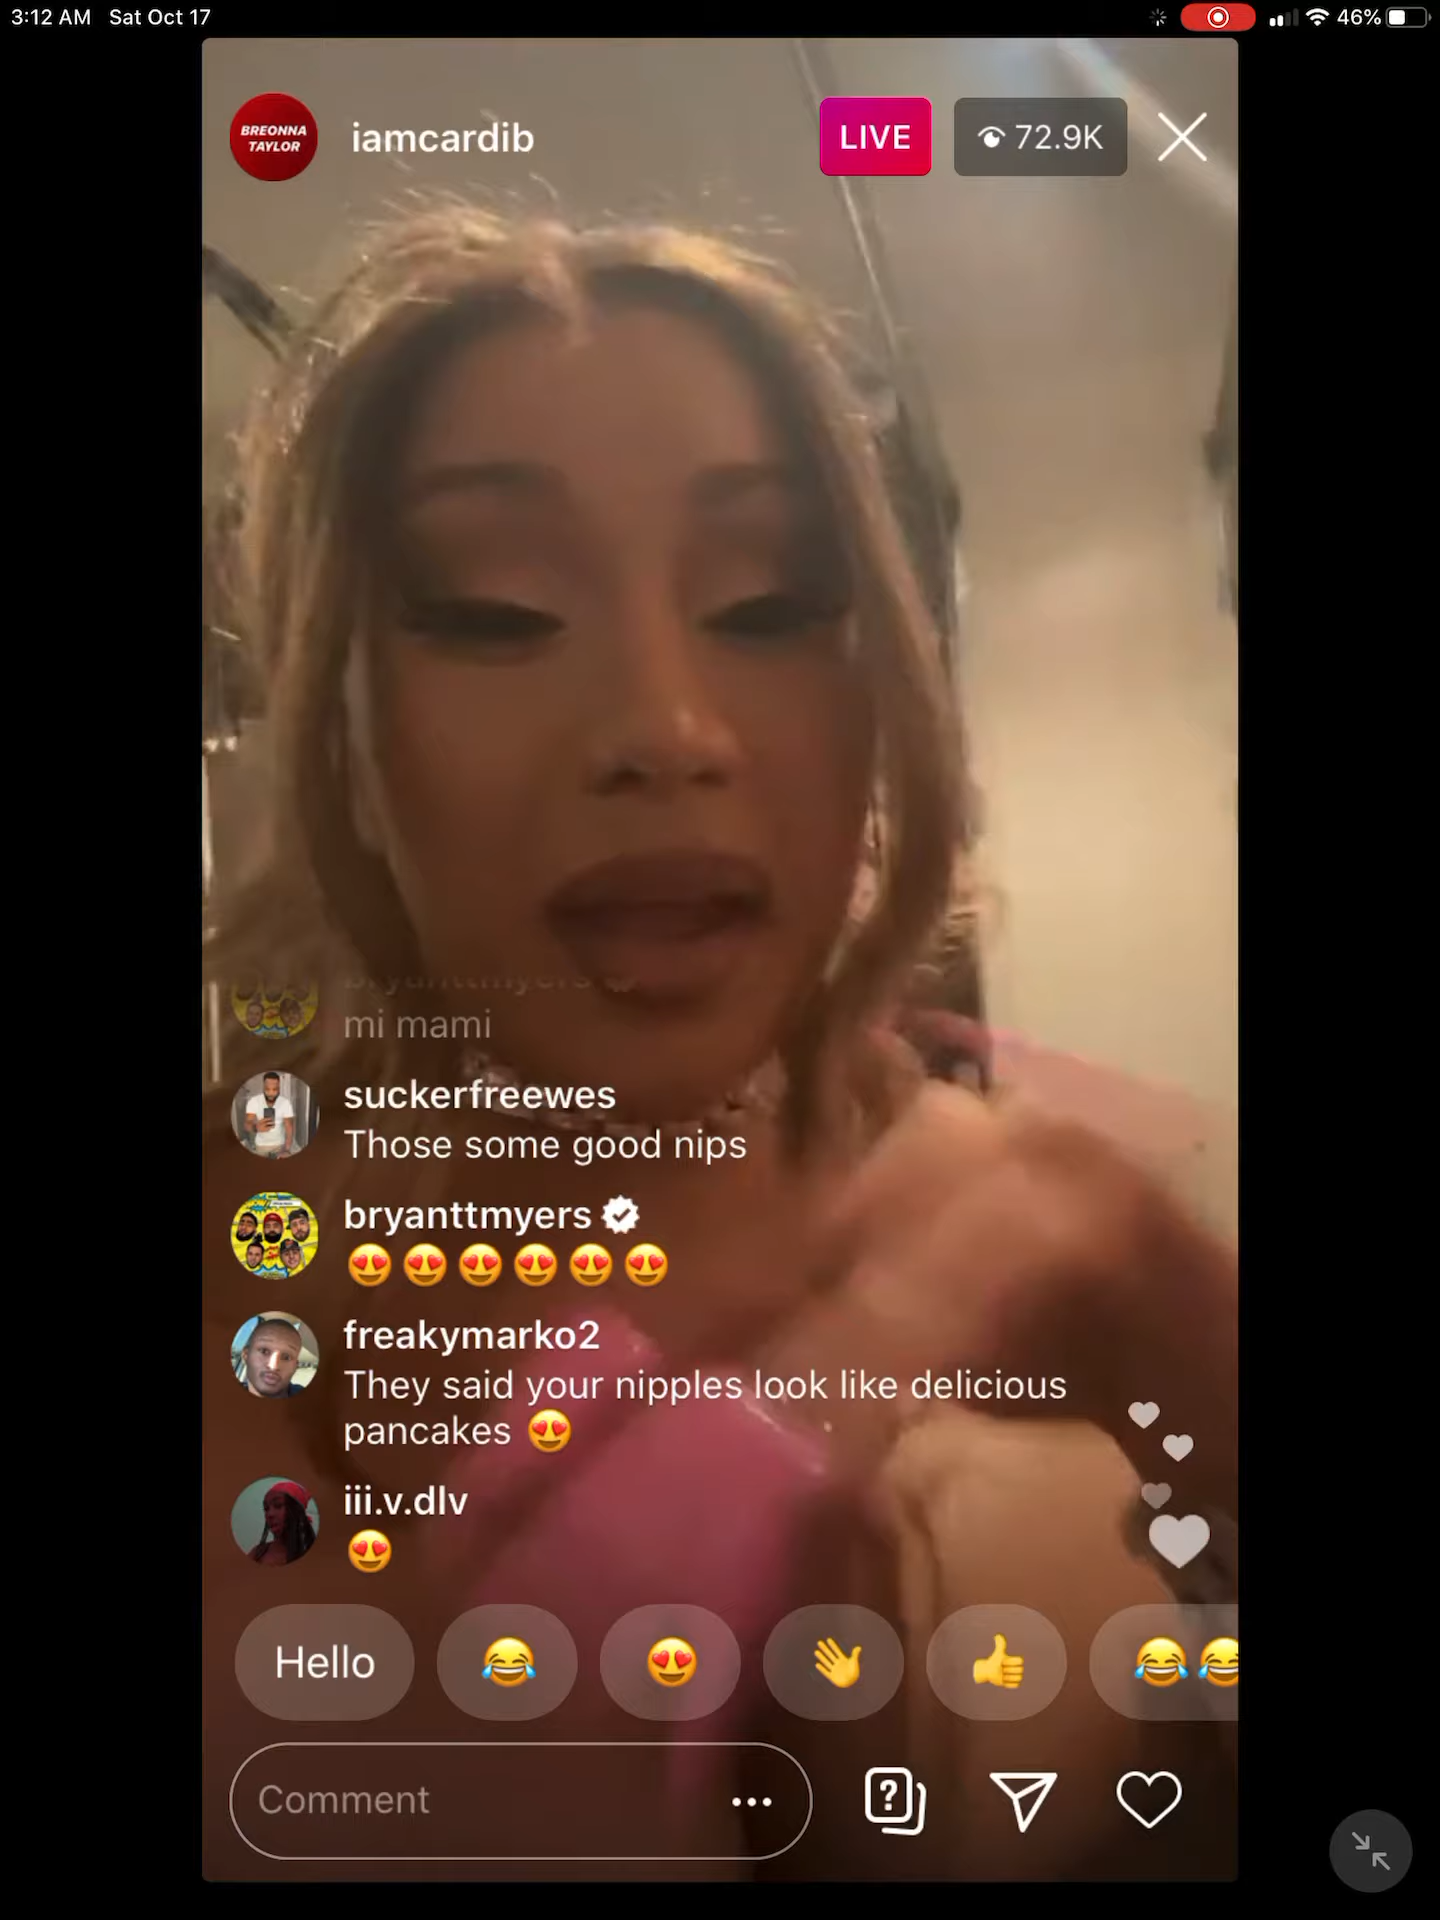 3:12 AM Sat Oct 17
46%
BREONNA
TAYLOR
iamcardib
LIVE
72.9K
bryanttmyers
mi mami
suckerfreewes
Those some good nips
bryanttmyers
😍😍😍😍😍😍
freakymarko2
They said your nipples look like delicious
pancakes 😍
iii.v.dlv
😍
Hello 😂 😍 👋 👍 😂😂
Comment